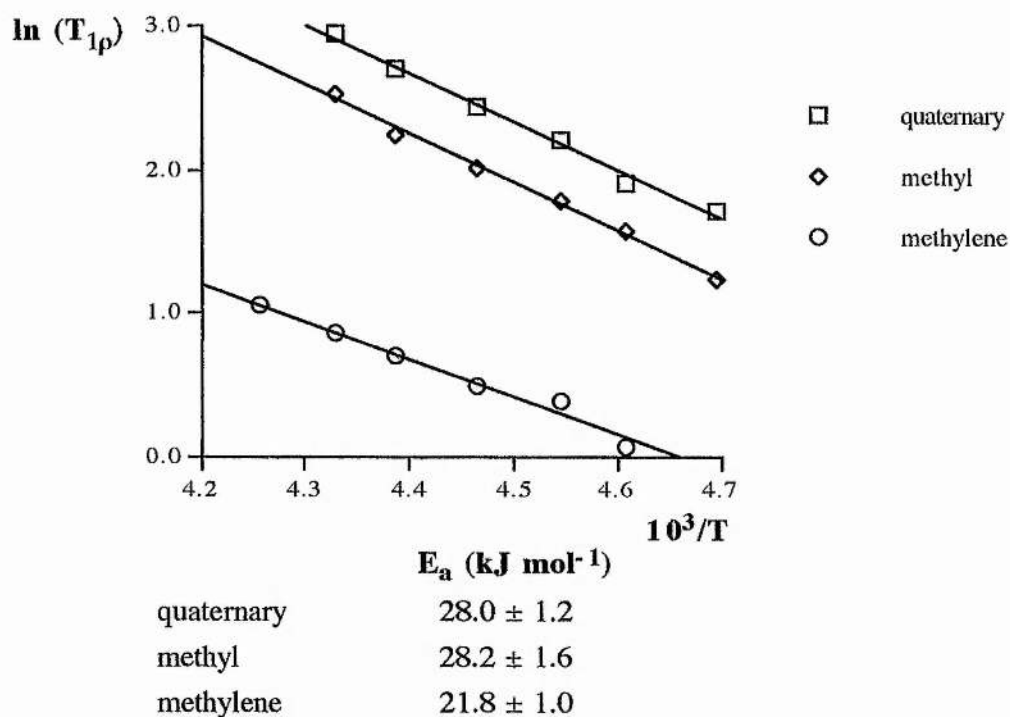 ln (T1ρ)
3.0
2.0
1.0
0.0
4.2 4.3 4.4 4.5 4.6 4.7
10³/T
quaternary
methyl
methylene
Eₐ (kJ mol⁻¹)
quaternary 28.0 ± 1.2
methyl 28.2 ± 1.6
methylene 21.8 ± 1.0